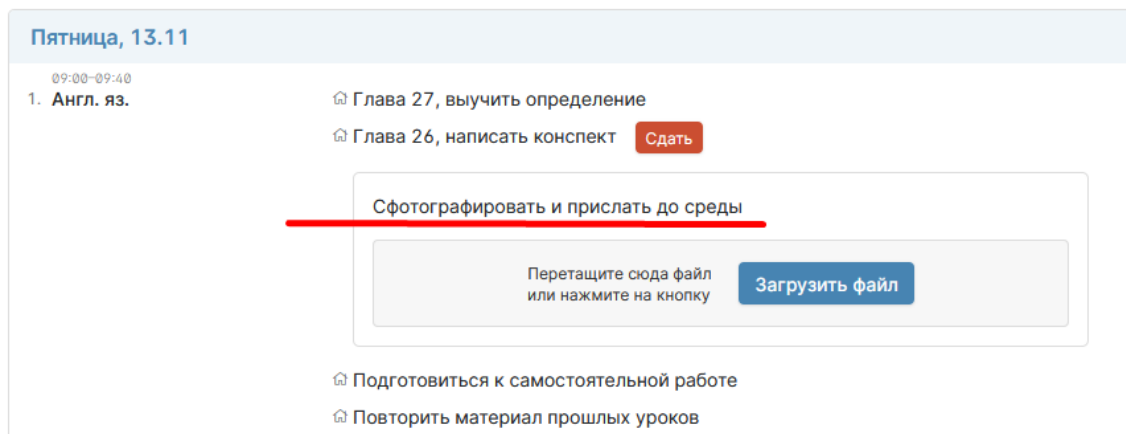 Пятница, 13.11
09:00–09:40
1. Англ. яз.
Глава 27, выучить определение
Глава 26, написать конспект Сдать
Сфотографировать и прислать до среды
Перетащите сюда файл
или нажмите на кнопку
Загрузить файл
Подготовиться к самостоятельной работе
Повторить материал прошлых уроков